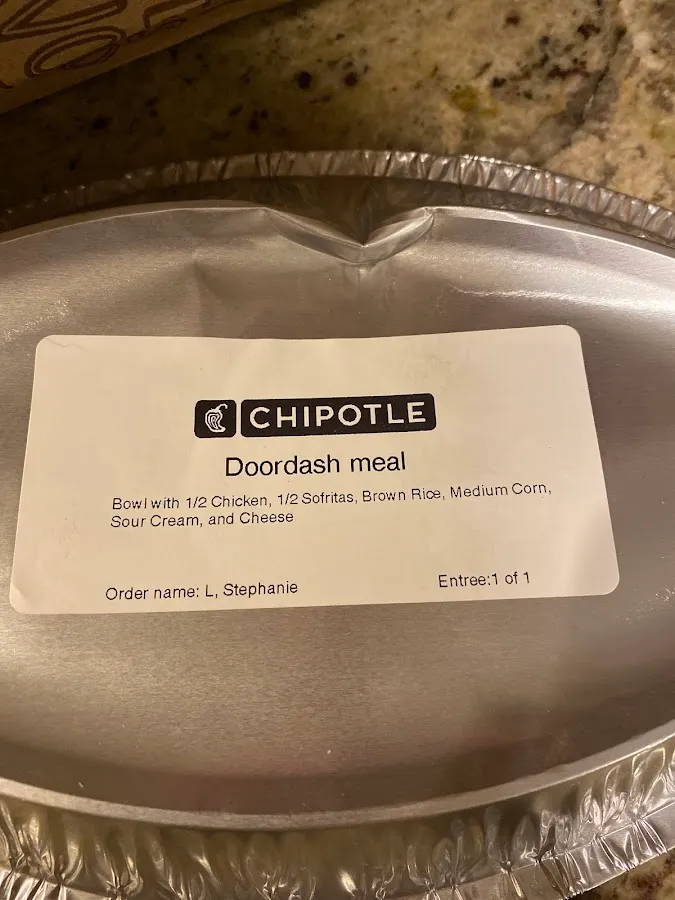 CHIPOTLE
Doordash meal
Bowl with 1/2 Chicken, 1/2 Sofritas, Brown Rice, Medium Corn,
Sour Cream, and Cheese
Order name: L, Stephanie
Entree:1 of 1